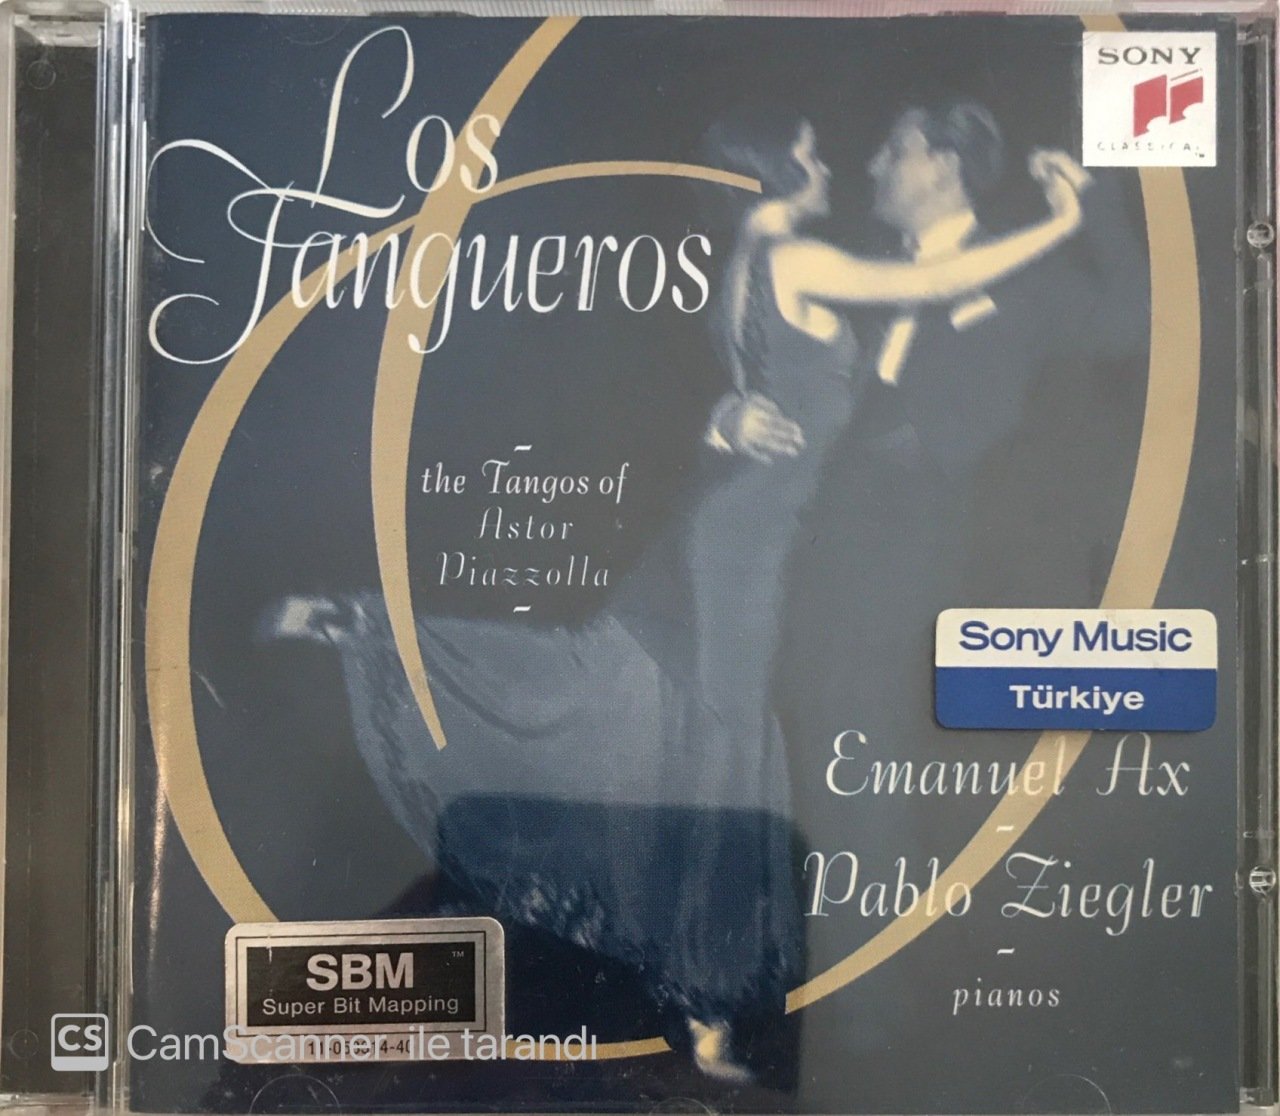 Los
Tangueros
SONY
CLASSICAL
the Tangos of
Astor
Piazzolla
Sony Music
Türkiye
Emanuel Ax
Pablo Ziegler
pianos
SBM™
Super Bit Mapping
CS CamScanner ile tarandı